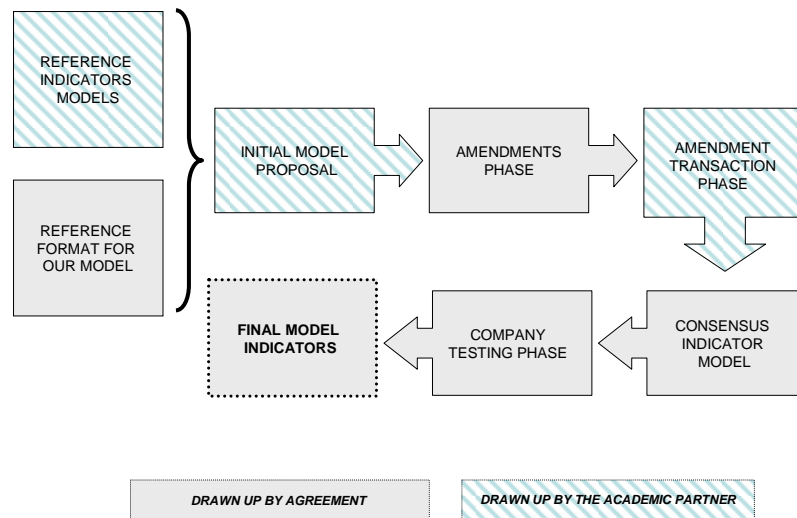 REFERENCE
INDICATORS
MODELS
REFERENCE
FORMAT FOR
OUR MODEL
INITIAL MODEL
PROPOSAL
AMENDMENTS
PHASE
AMENDMENT
TRANSACTION
PHASE
CONSENSUS
INDICATOR
MODEL
COMPANY
TESTING PHASE
FINAL MODEL
INDICATORS
DRAWN UP BY AGREEMENT
DRAWN UP BY THE ACADEMIC PARTNER